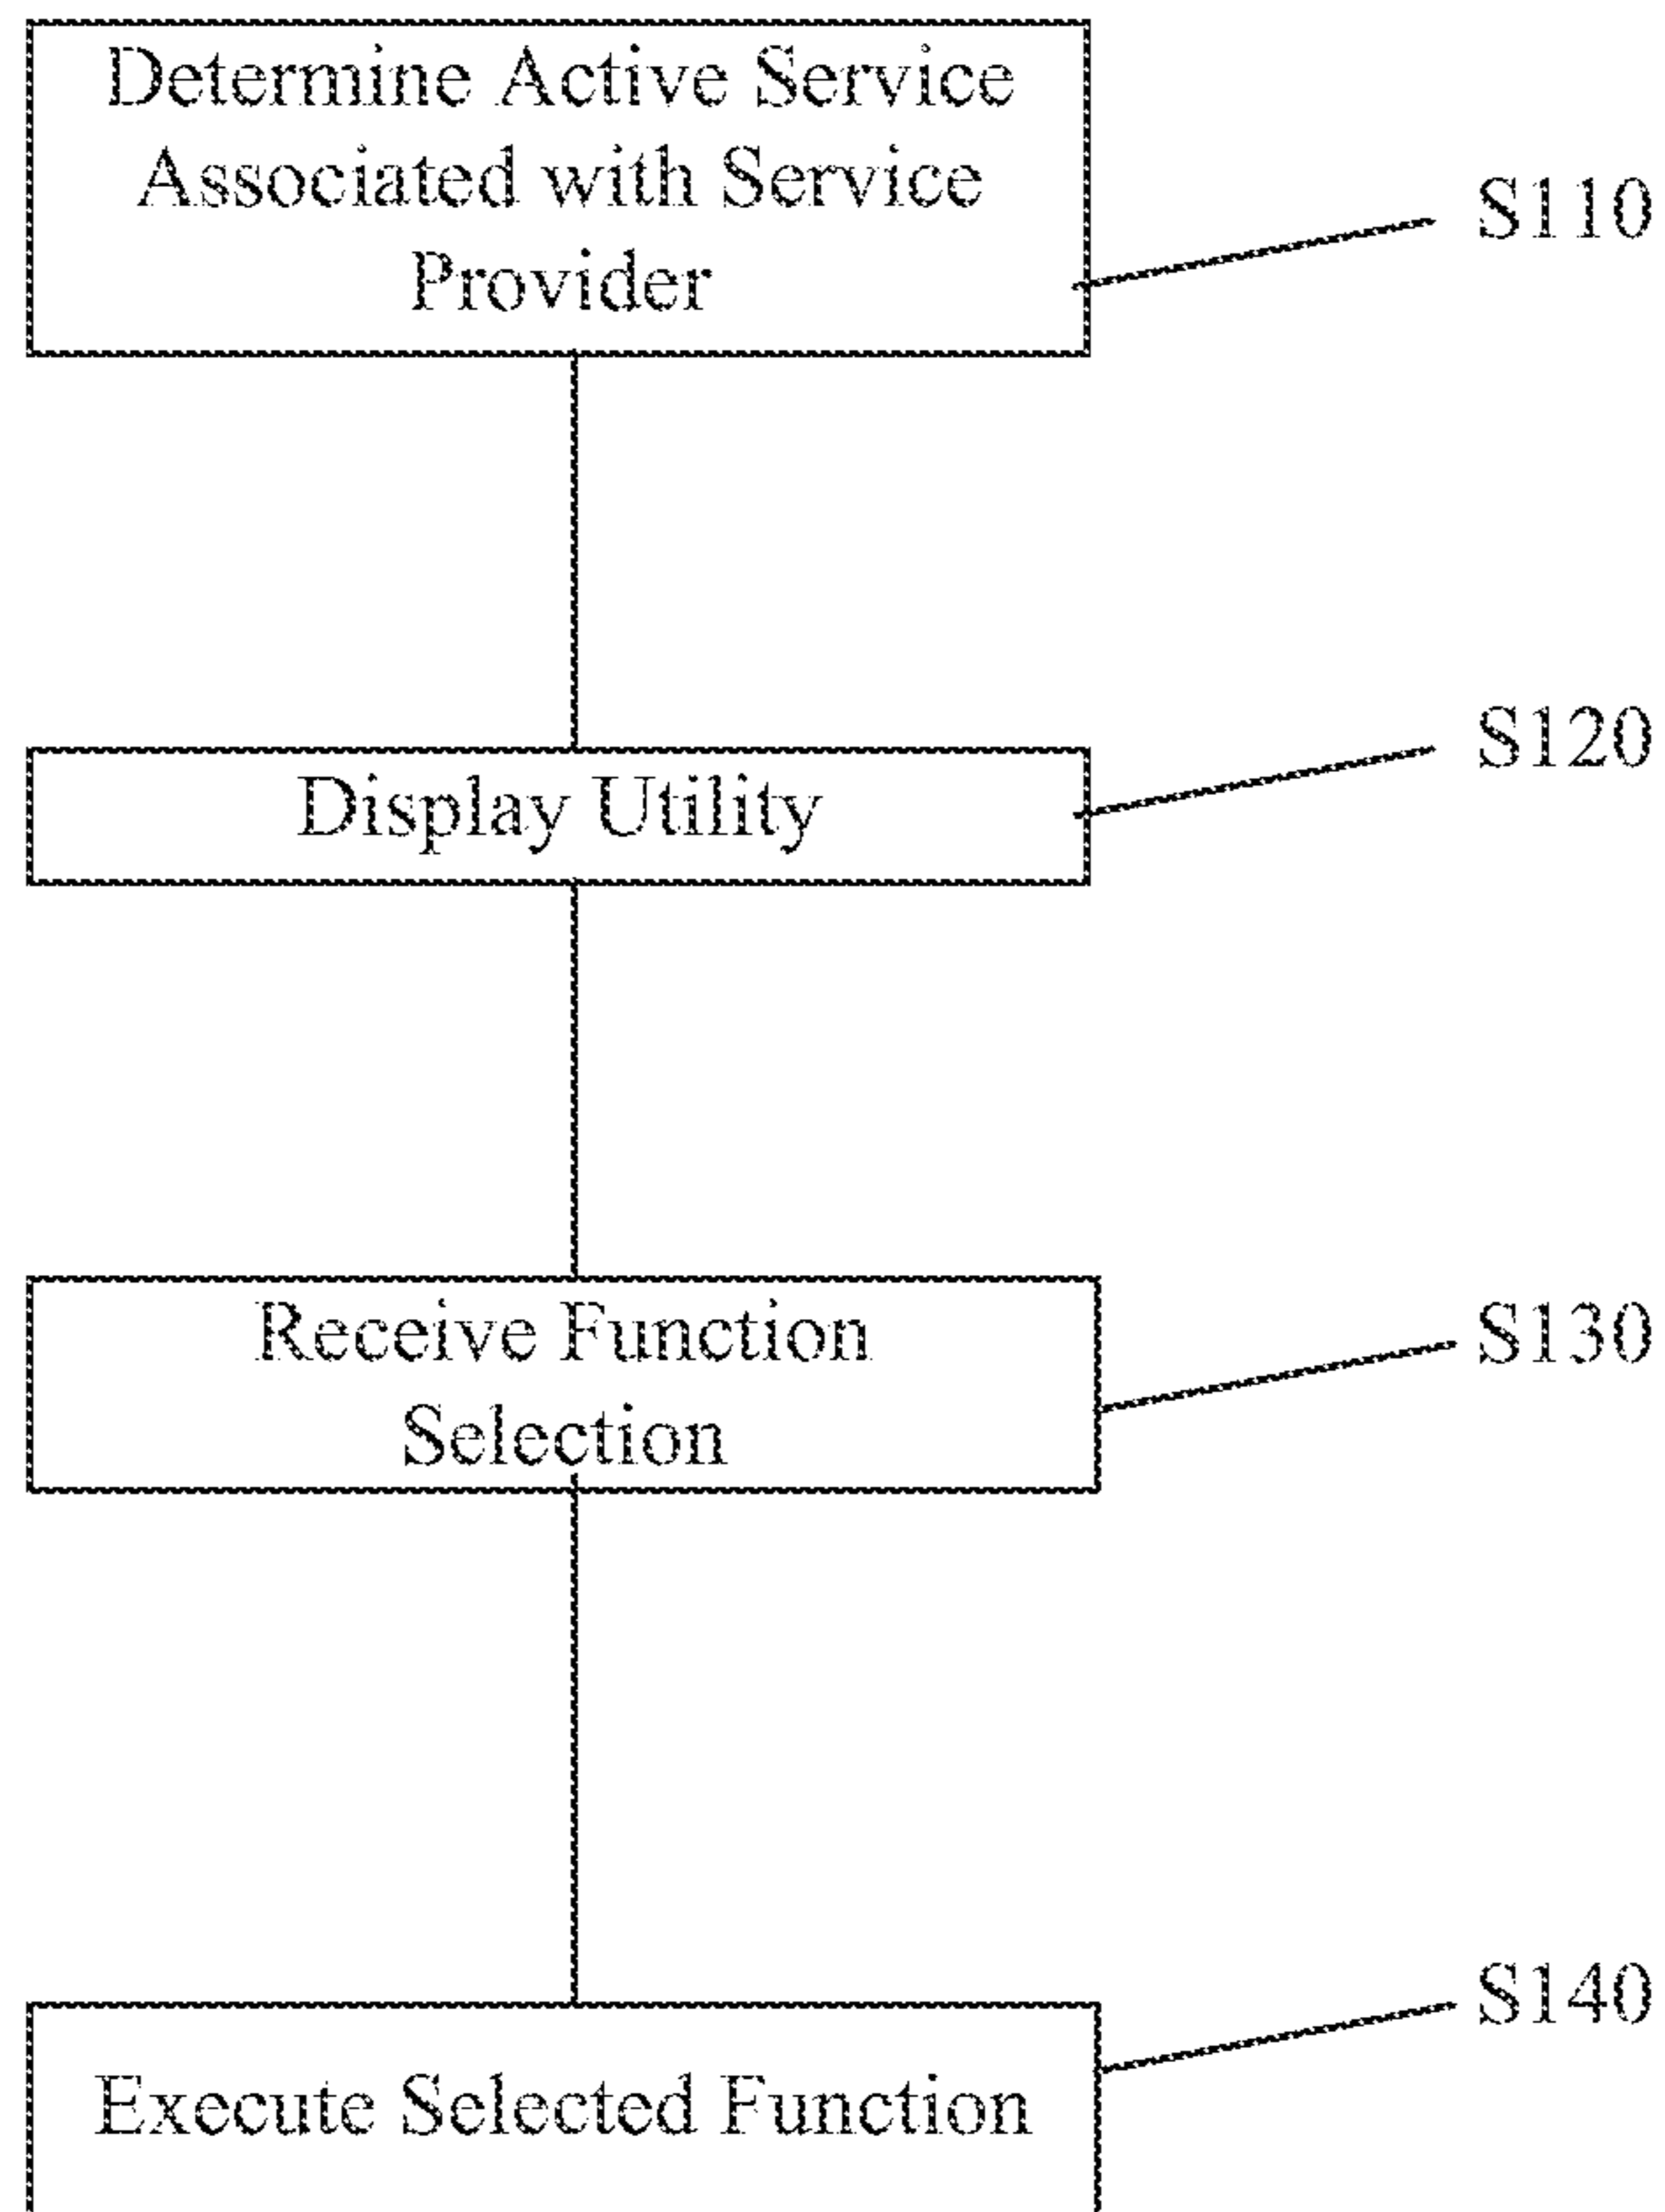 Determine Active Service
Associated with Service
Provider
S110
Display Utility
S120
Receive Function
Selection
S130
Execute Selected Function
S140